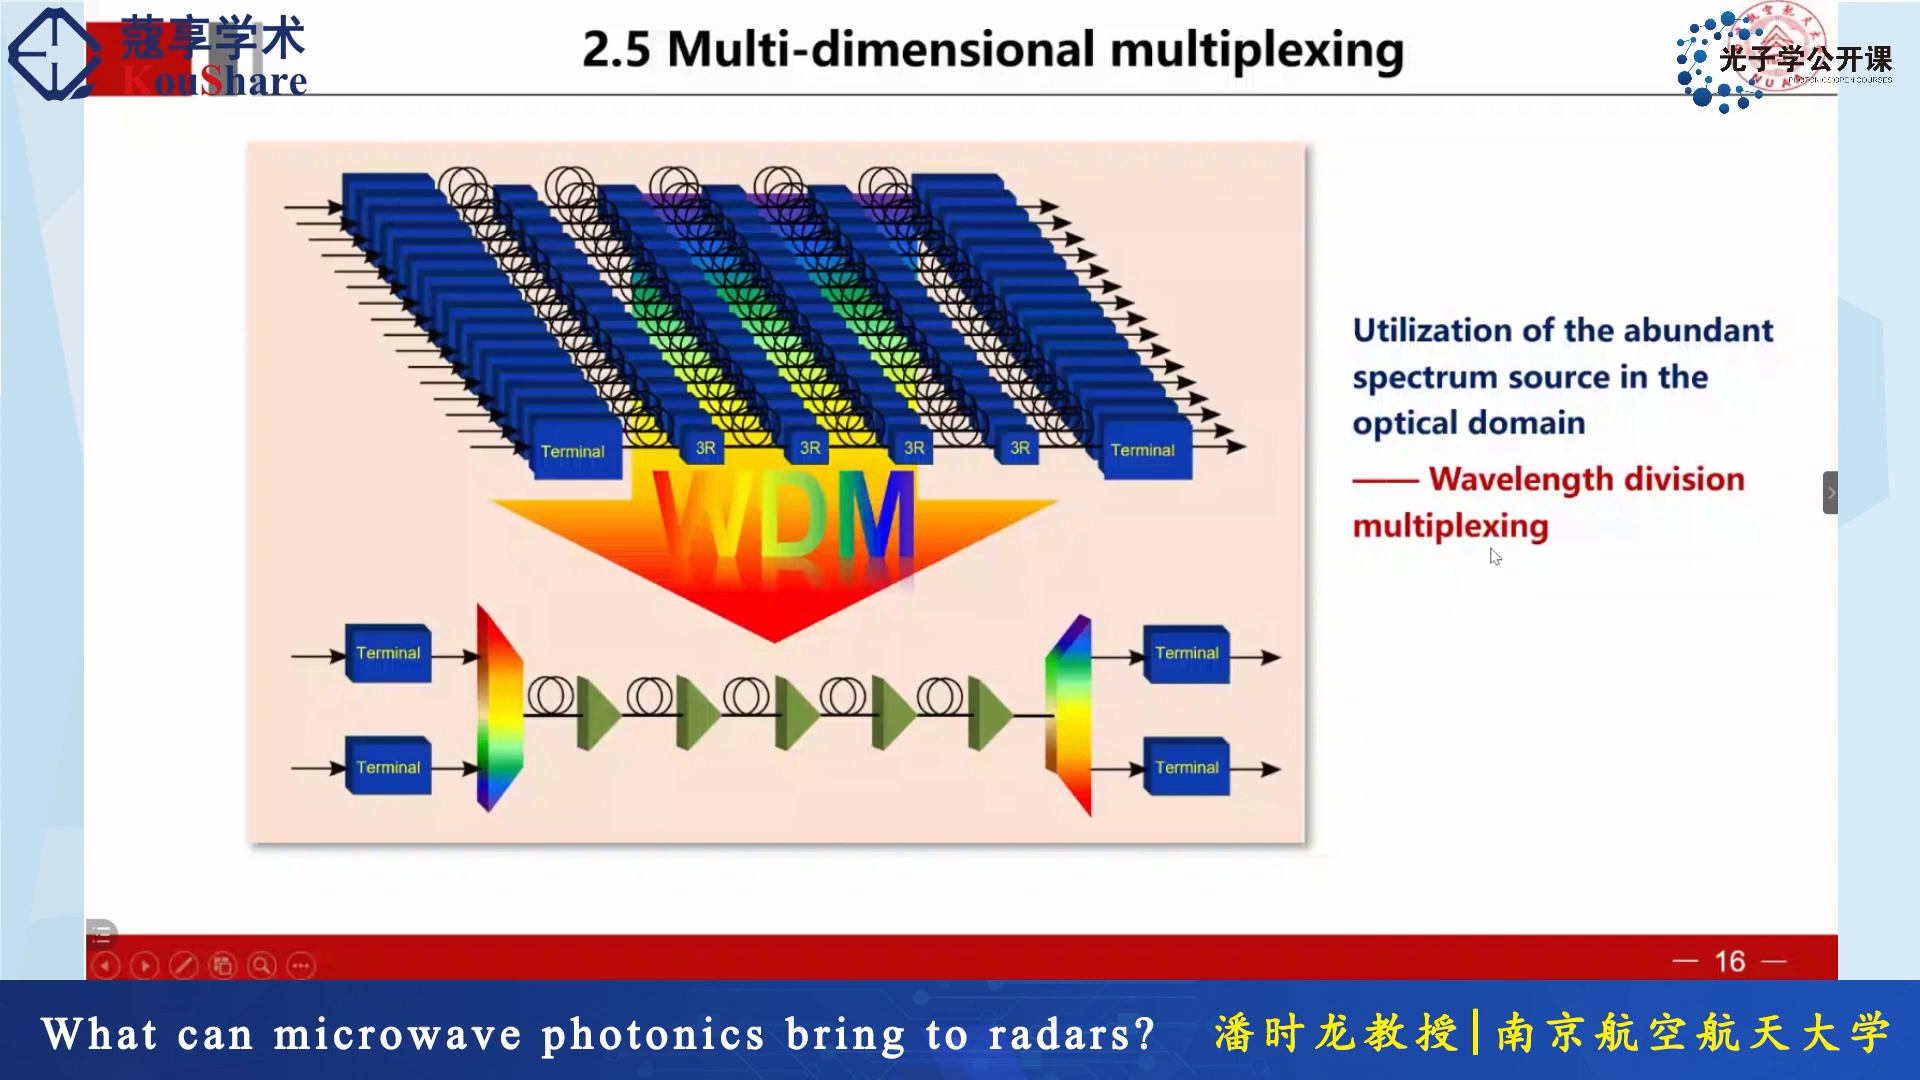 蔻享学术
KouShare
2.5 Multi-dimensional multiplexing
光子学公开课
PHOTONICS OPEN COURSES
Terminal
3R
3R
3R
3R
Terminal
WDM
Utilization of the abundant
spectrum source in the
optical domain
—— Wavelength division
multiplexing
Terminal
Terminal
Terminal
Terminal
— 16 —
What can microwave photonics bring to radars?
潘时龙教授|南京航空航天大学